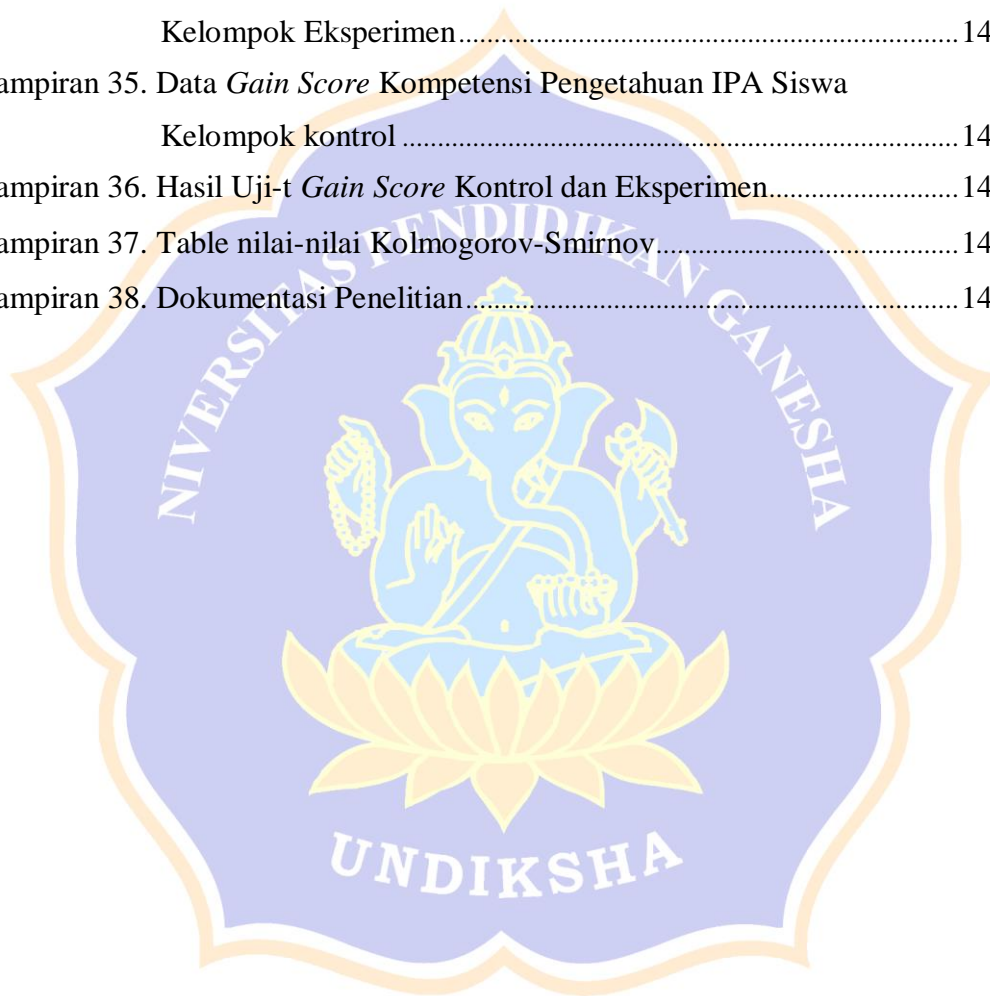 Kelompok Eksperimen........................................................................14
ampiran 35. Data Gain Score Kompetensi Pengetahuan IPA Siswa
Kelompok kontrol................................................................................14
ampiran 36. Hasil Uji-t Gain Score Kontrol dan Eksperimen...........................14
ampiran 37. Table nilai-nilai Kolmogorov-Smirnov...........................................14
ampiran 38. Dokumentasi Penelitian......................................................................14
NIVERSITAS PENDIDIKAN GANESHA
UNDIKSHA